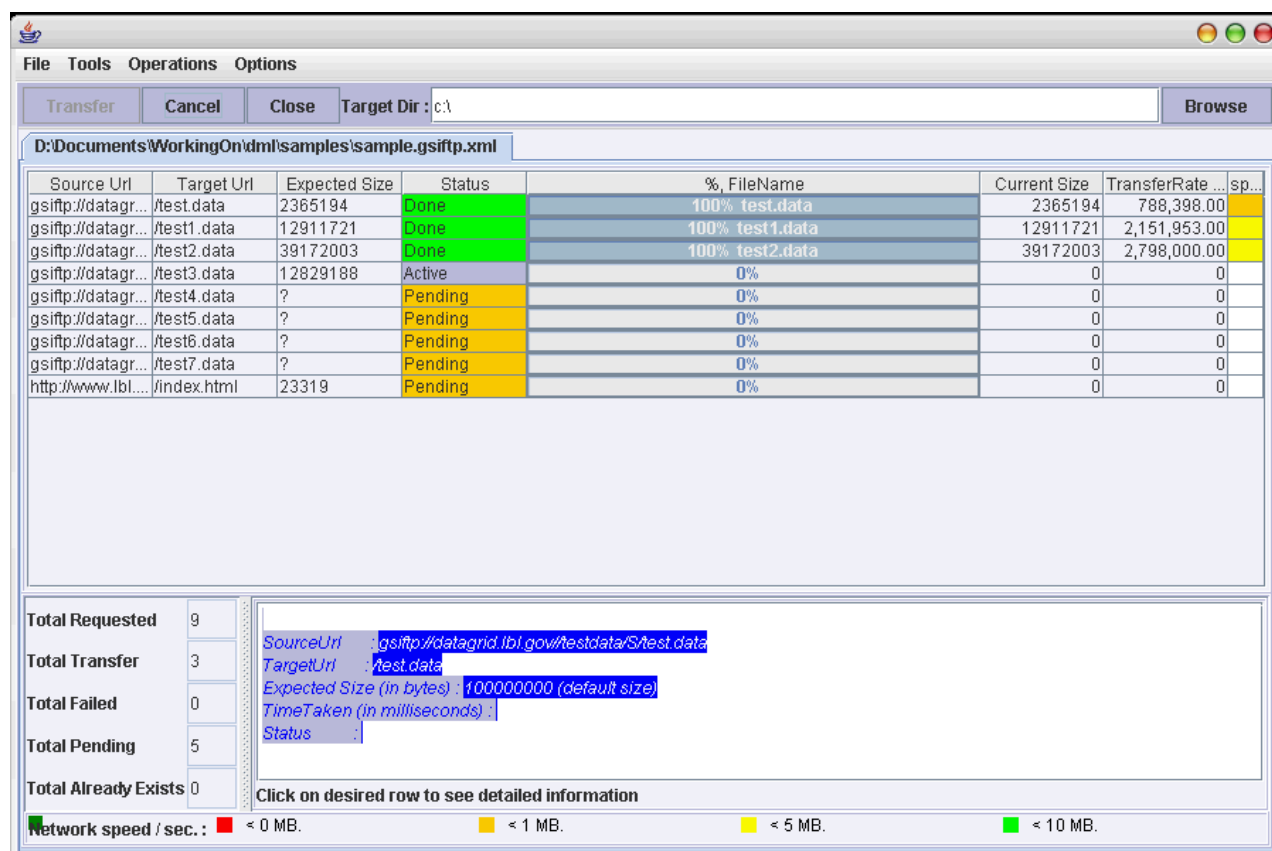 File Tools Operations Options
Transfer Cancel Close Target Dir : c:\ Browse
D:\Documents\WorkingOn\dml\samples\sample.gsiftp.xml
Source Url Target Url Expected Size Status %, FileName Current Size TransferRate ... sp...
gsiftp://datagr... /test.data 2365194 Done 100% test.data 2365194 788,398.00
gsiftp://datagr... /test1.data 12911721 Done 100% test1.data 12911721 2,151,953.00
gsiftp://datagr... /test2.data 39172003 Done 100% test2.data 39172003 2,798,000.00
gsiftp://datagr... /test3.data 12829188 Active 0% 0 0
gsiftp://datagr... /test4.data ? Pending 0% 0 0
gsiftp://datagr... /test5.data ? Pending 0% 0 0
gsiftp://datagr... /test6.data ? Pending 0% 0 0
gsiftp://datagr... /test7.data ? Pending 0% 0 0
http://www.lbl.... /index.html 23319 Pending 0% 0 0
Total Requested 9
Total Transfer 3
Total Failed 0
Total Pending 5
Total Already Exists 0
SourceUrl : gsiftp://datagrid.lbl.gov//testdata/S/test.data
TargetUrl : /test.data
Expected Size (in bytes) : 100000000 (default size)
TimeTaken (in milliseconds) :
Status :
Click on desired row to see detailed information
Network speed / sec. : < 0 MB. < 1 MB. < 5 MB. < 10 MB.